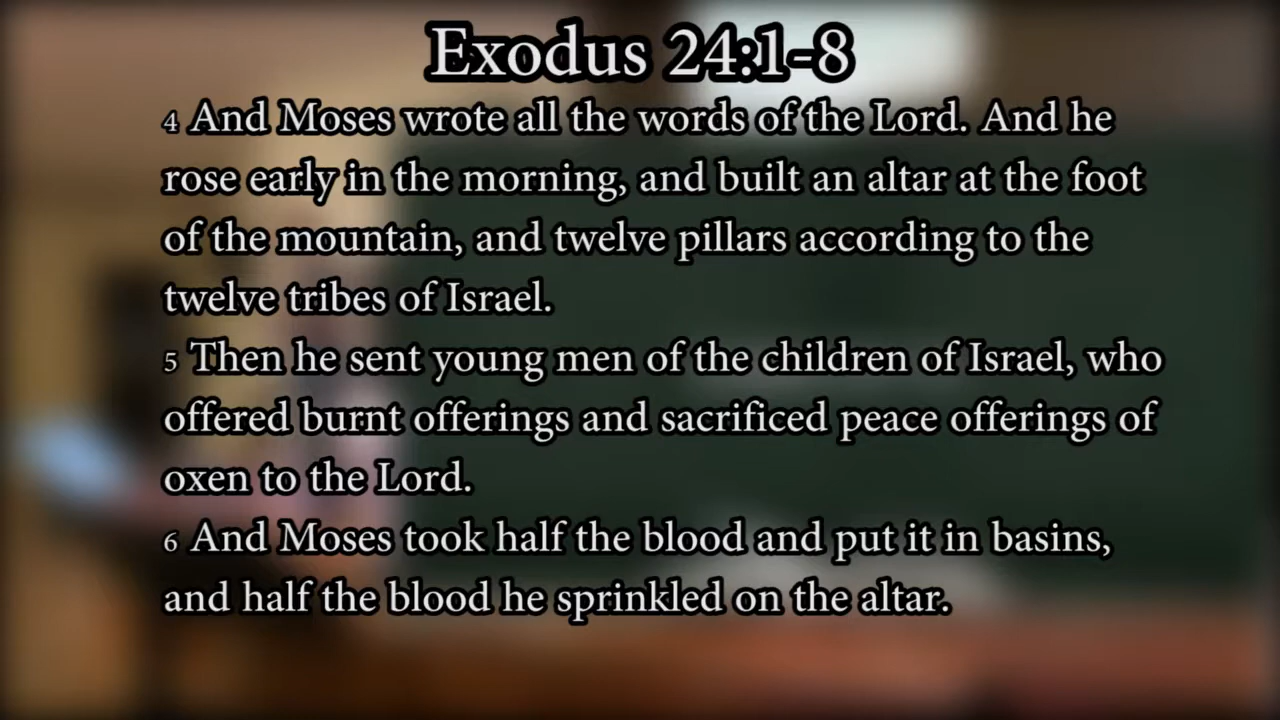 Exodus 24:1-8
4 And Moses wrote all the words of the Lord. And he
rose early in the morning, and built an altar at the foot
of the mountain, and twelve pillars according to the
twelve tribes of Israel.
5 Then he sent young men of the children of Israel, who
offered burnt offerings and sacrificed peace offerings of
oxen to the Lord.
6 And Moses took half the blood and put it in basins,
and half the blood he sprinkled on the altar.